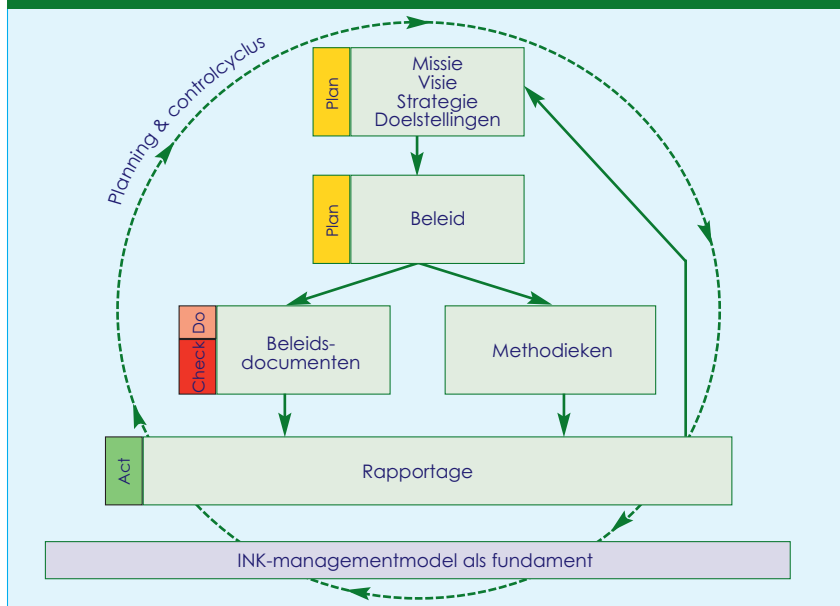 Planning & controlcyclus
Plan
Missie
Visie
Strategie
Doelstellingen
Plan
Beleid
Do
Check
Beleids-
documenten
Methodieken
Act
Rapportage
INK-managementmodel als fundament